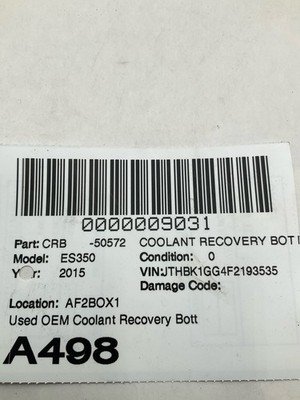 0000009031
Part: CRB -50572 COOLANT RECOVERY BOT
Model: ES350 Condition: 0
Year: 2015 VIN:JTHBK1GG4F2193535
Damage Code:
Location: AF2BOX1
Used OEM Coolant Recovery Bott
A498